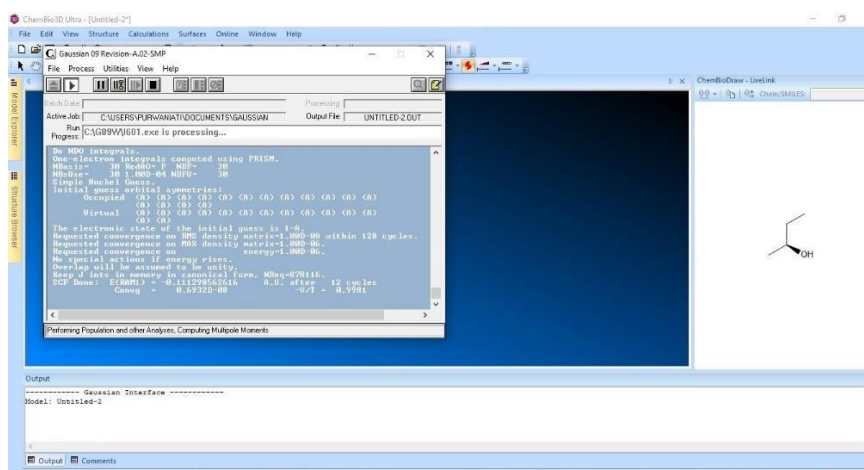 ChemBio3D Ultra - [Untitled-2*]
File Edit View Structure Calculations Surfaces Online Window Help
Gaussian 09 Revision-A.02-SMP
File Process Utilities View Help
Batch Data:
Processing:
Active Job: C:\USERS\PURWANIATI\DOCUMENTS\GAUSSIAN
Output File: UNTITLED-2.OUT
Run Progress: C:\G09W\l601.exe is processing...
Do NDO integrals.
One-electron integrals computed using PRISM.
NBasis= 30 RedAO= F NBF= 30
NBsUse= 30 1.00D-04 NBFU= 30
Simple Huckel Guess.
Initial guess orbital symmetries:
Occupied (A) (A) (A) (A) (A) (A) (A) (A) (A) (A) (A) (A)
(A) (A) (A) (A)
Virtual (A) (A) (A) (A) (A) (A) (A) (A) (A) (A) (A) (A)
(A) (A)
The electronic state of the initial guess is 1-A.
Requested convergence on RMS density matrix=1.00D-08 within 128 cycles.
Requested convergence on MAX density matrix=1.00D-06.
Requested convergence on energy=1.00D-06.
No special actions if energy rises.
Overlap will be assumed to be unity.
Keep J ints in memory in canonical form, NReq=878116.
SCF Done: E(RAM1) = -0.111298562616 A.U. after 12 cycles
Convg = 0.6932D-08 -V/T = 0.9981
Performing Population and other Analyses, Computing Multipole Moments
Model Explorer
Structure Browser
ChemBioDraw - LiveLink
Chem/SMILES:
OH
Output
------------ Gaussian Interface ------------
Model: Untitled-2
Output Comments